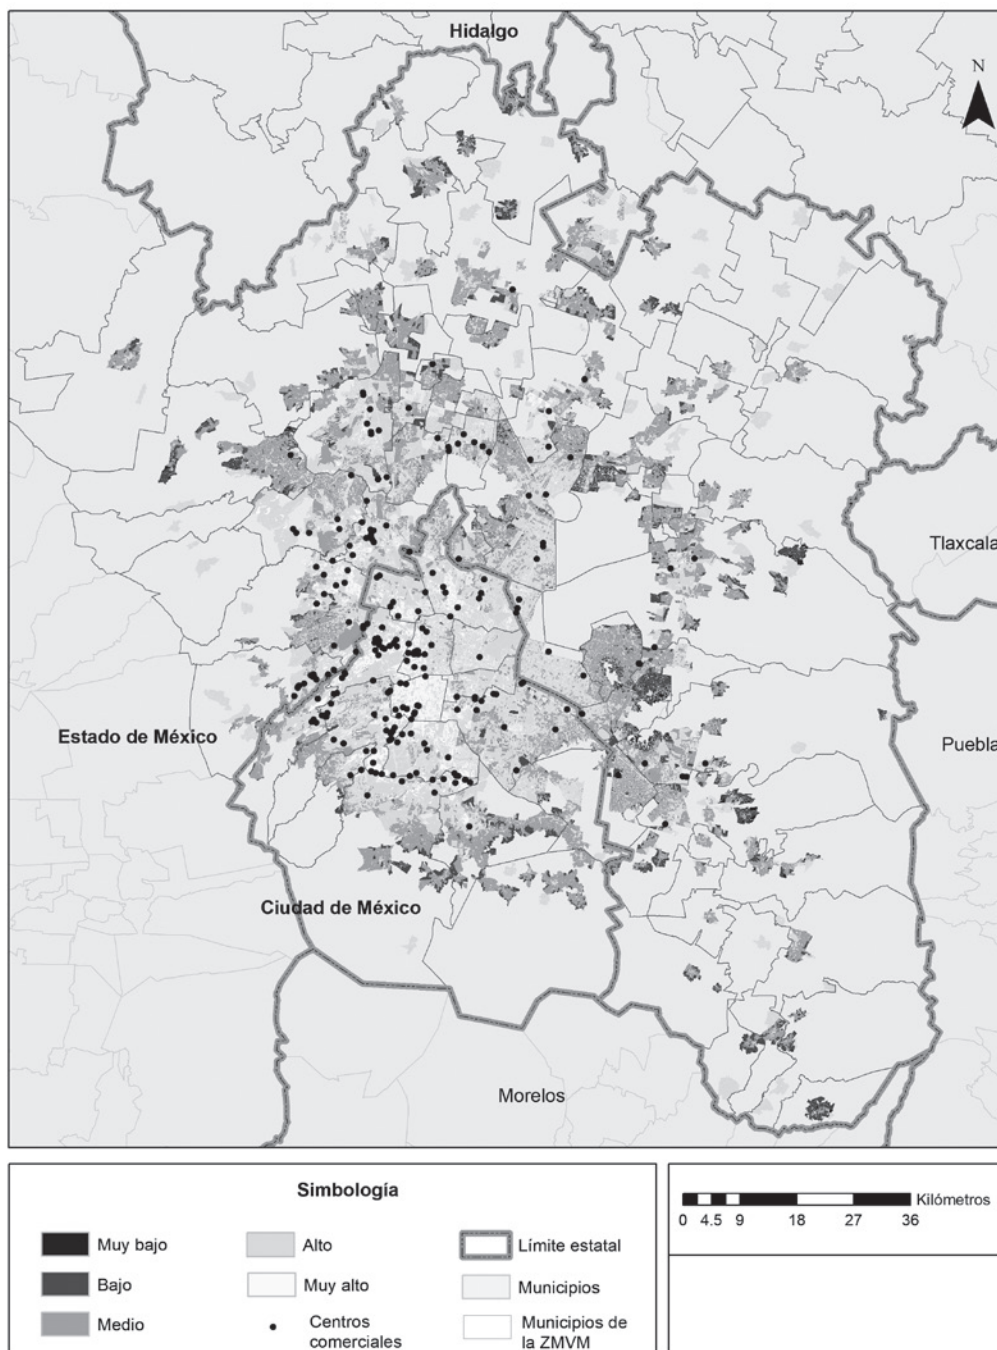 Hidalgo
N
Tlaxcala
Estado de México
Puebla
Ciudad de México
Morelos
Simbología
Muy bajo
Bajo
Medio
Alto
Muy alto
Centros
comerciales
Límite estatal
Municipios
Municipios de
la ZMVM
Kilómetros
0 4.5 9 18 27 36